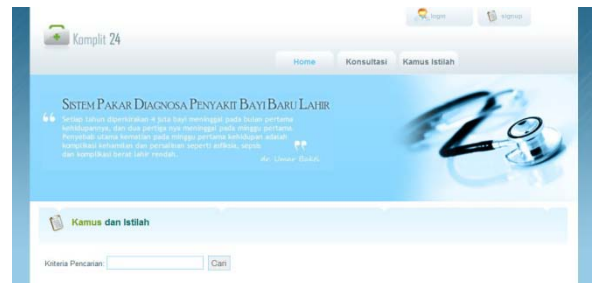 login signup
Komplit 24
Home Konsultasi Kamus Istilah
SISTEM PAKAR DIAGNOSA PENYAKIT BAYI BARU LAHIR
Setiap tahun diperkirakan 4 juta bayi meninggal pada bulan pertama
kehidupannya, dan dua pertiga nya meninggal pada minggu pertama.
Penyebab utama kematian pada minggu pertama kehidupan adalah
komplikasi kehamilan dan persalinan seperti asfiksia, sepsis
dan komplikasi berat lahir rendah.
dr Umar
Kamus dan Istilah
Kriteria Pencarian: Cari